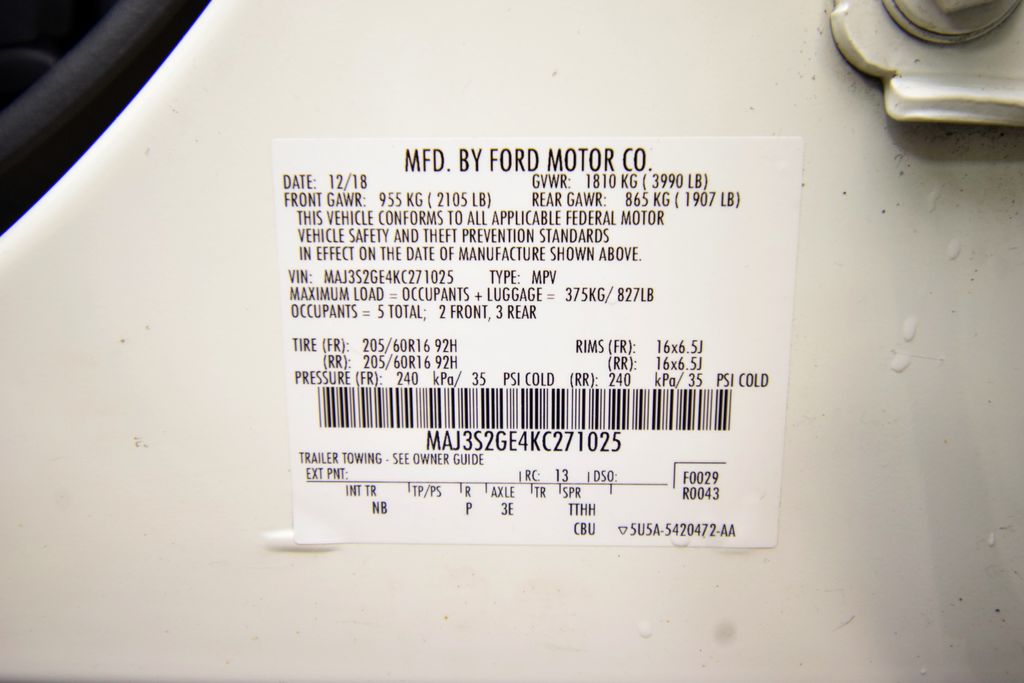 MFD. BY FORD MOTOR CO.
DATE: 12/18 GVWR: 1810 KG ( 3990 LB)
FRONT GAWR: 955 KG ( 2105 LB) REAR GAWR: 865 KG ( 1907 LB)
THIS VEHICLE CONFORMS TO ALL APPLICABLE FEDERAL MOTOR
VEHICLE SAFETY AND THEFT PREVENTION STANDARDS
IN EFFECT ON THE DATE OF MANUFACTURE SHOWN ABOVE.
VIN: MAJ3S2GE4KC271025 TYPE: MPV
MAXIMUM LOAD = OCCUPANTS + LUGGAGE = 375KG/ 827LB
OCCUPANTS = 5 TOTAL; 2 FRONT, 3 REAR
TIRE (FR): 205/60R16 92H RIMS (FR): 16x6.5J
(RR): 205/60R16 92H (RR): 16x6.5J
PRESSURE (FR): 240 kPa/ 35 PSI COLD (RR): 240 kPa/ 35 PSI COLD
MAJ3S2GE4KC271025
TRAILER TOWING - SEE OWNER GUIDE
EXT PNT: RC: 13 DSO: F0029
R0043
INT TR TP/PS R AXLE TR SPR
NB P 3E TTHH
CBU ▽5U5A-5420472-AA